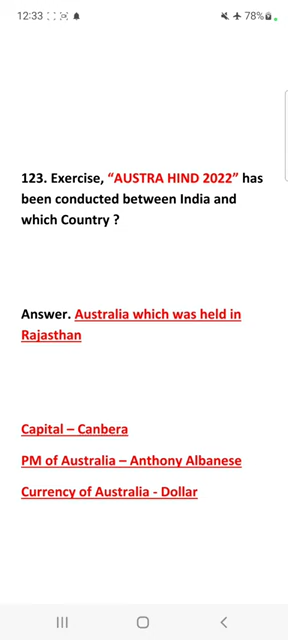 12:33
78%
123. Exercise, “AUSTRA HIND 2022” has
been conducted between India and
which Country ?
Answer. Australia which was held in
Rajasthan
Capital – Canbera
PM of Australia – Anthony Albanese
Currency of Australia - Dollar